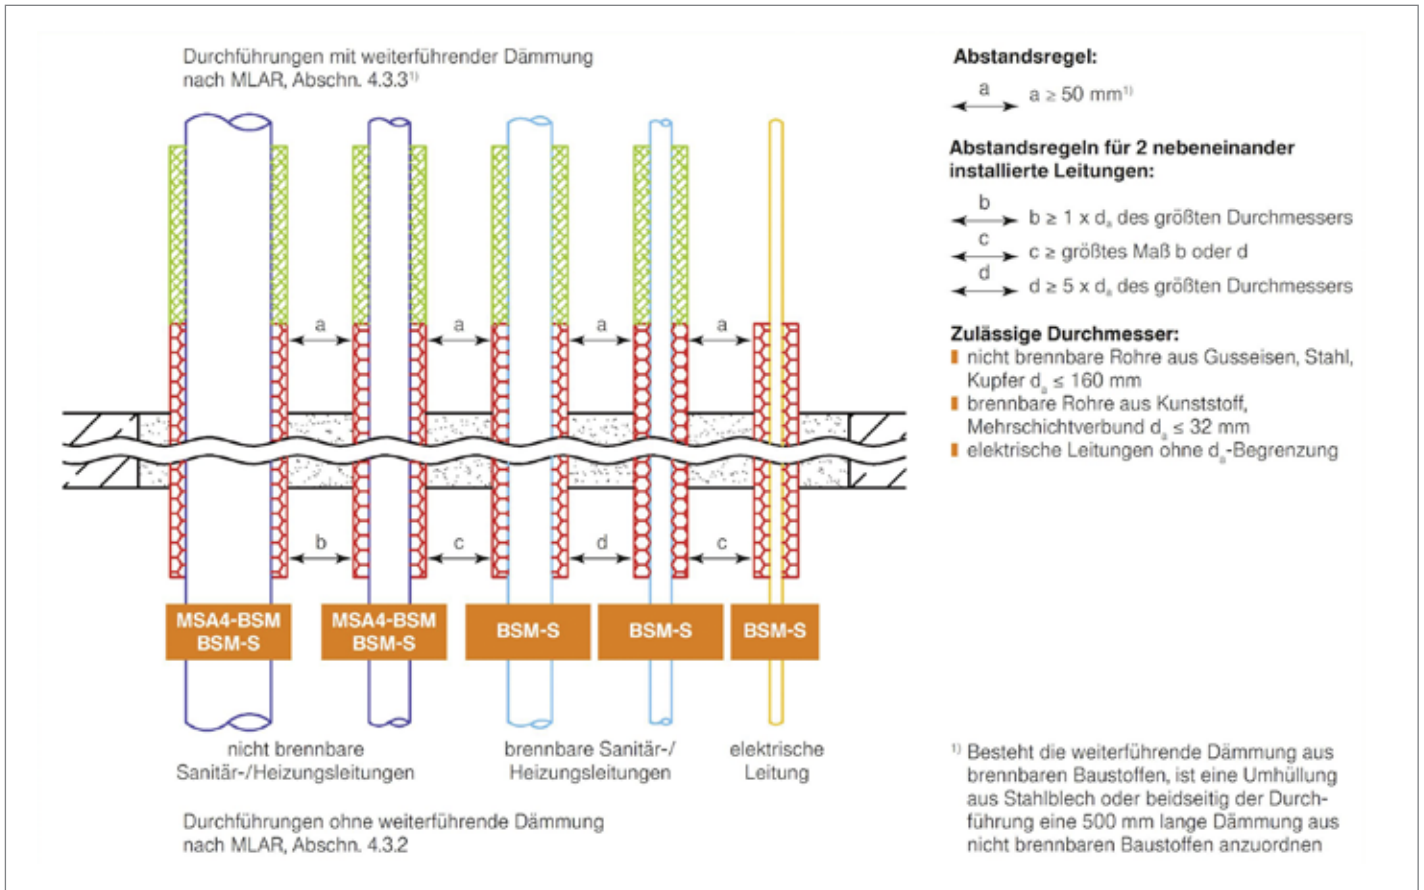 Durchführungen mit weiterführender Dämmung
nach MLAR, Abschn. 4.3.3¹⁾
a
a
a
a
b
c
d
c
MSA4-BSM
BSM-S
MSA4-BSM
BSM-S
BSM-S
BSM-S
BSM-S
nicht brennbare
Sanitär-/Heizungsleitungen
brennbare Sanitär-/
Heizungsleitungen
elektrische
Leitung
Durchführungen ohne weiterführende Dämmung
nach MLAR, Abschn. 4.3.2
Abstandsregel:
a a ≥ 50 mm¹⁾
Abstandsregeln für 2 nebeneinander
installierte Leitungen:
b b ≥ 1 x dₐ des größten Durchmessers
c c ≥ größtes Maß b oder d
d d ≥ 5 x dₐ des größten Durchmessers
Zulässige Durchmesser:
nicht brennbare Rohre aus Gusseisen, Stahl,
Kupfer dₐ ≤ 160 mm
brennbare Rohre aus Kunststoff,
Mehrschichtverbund dₐ ≤ 32 mm
elektrische Leitungen ohne dₐ-Begrenzung
¹⁾ Besteht die weiterführende Dämmung aus
brennbaren Baustoffen, ist eine Umhüllung
aus Stahlblech oder beidseitig der Durch-
führung eine 500 mm lange Dämmung aus
nicht brennbaren Baustoffen anzuordnen